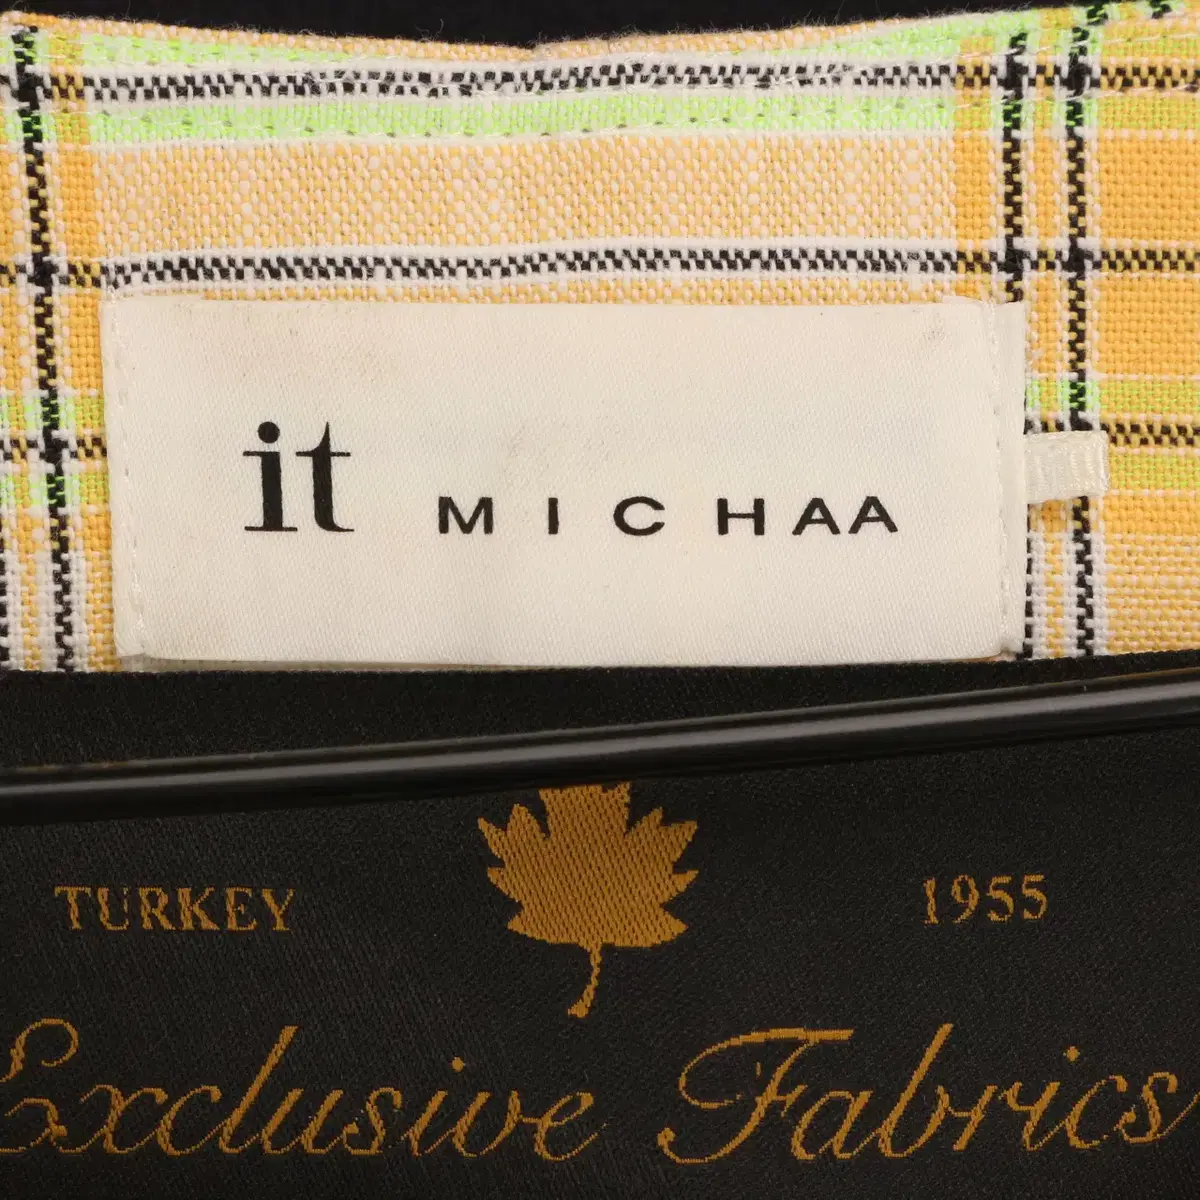 it MICHAA
TURKEY 1955
Exclusive Fabrics